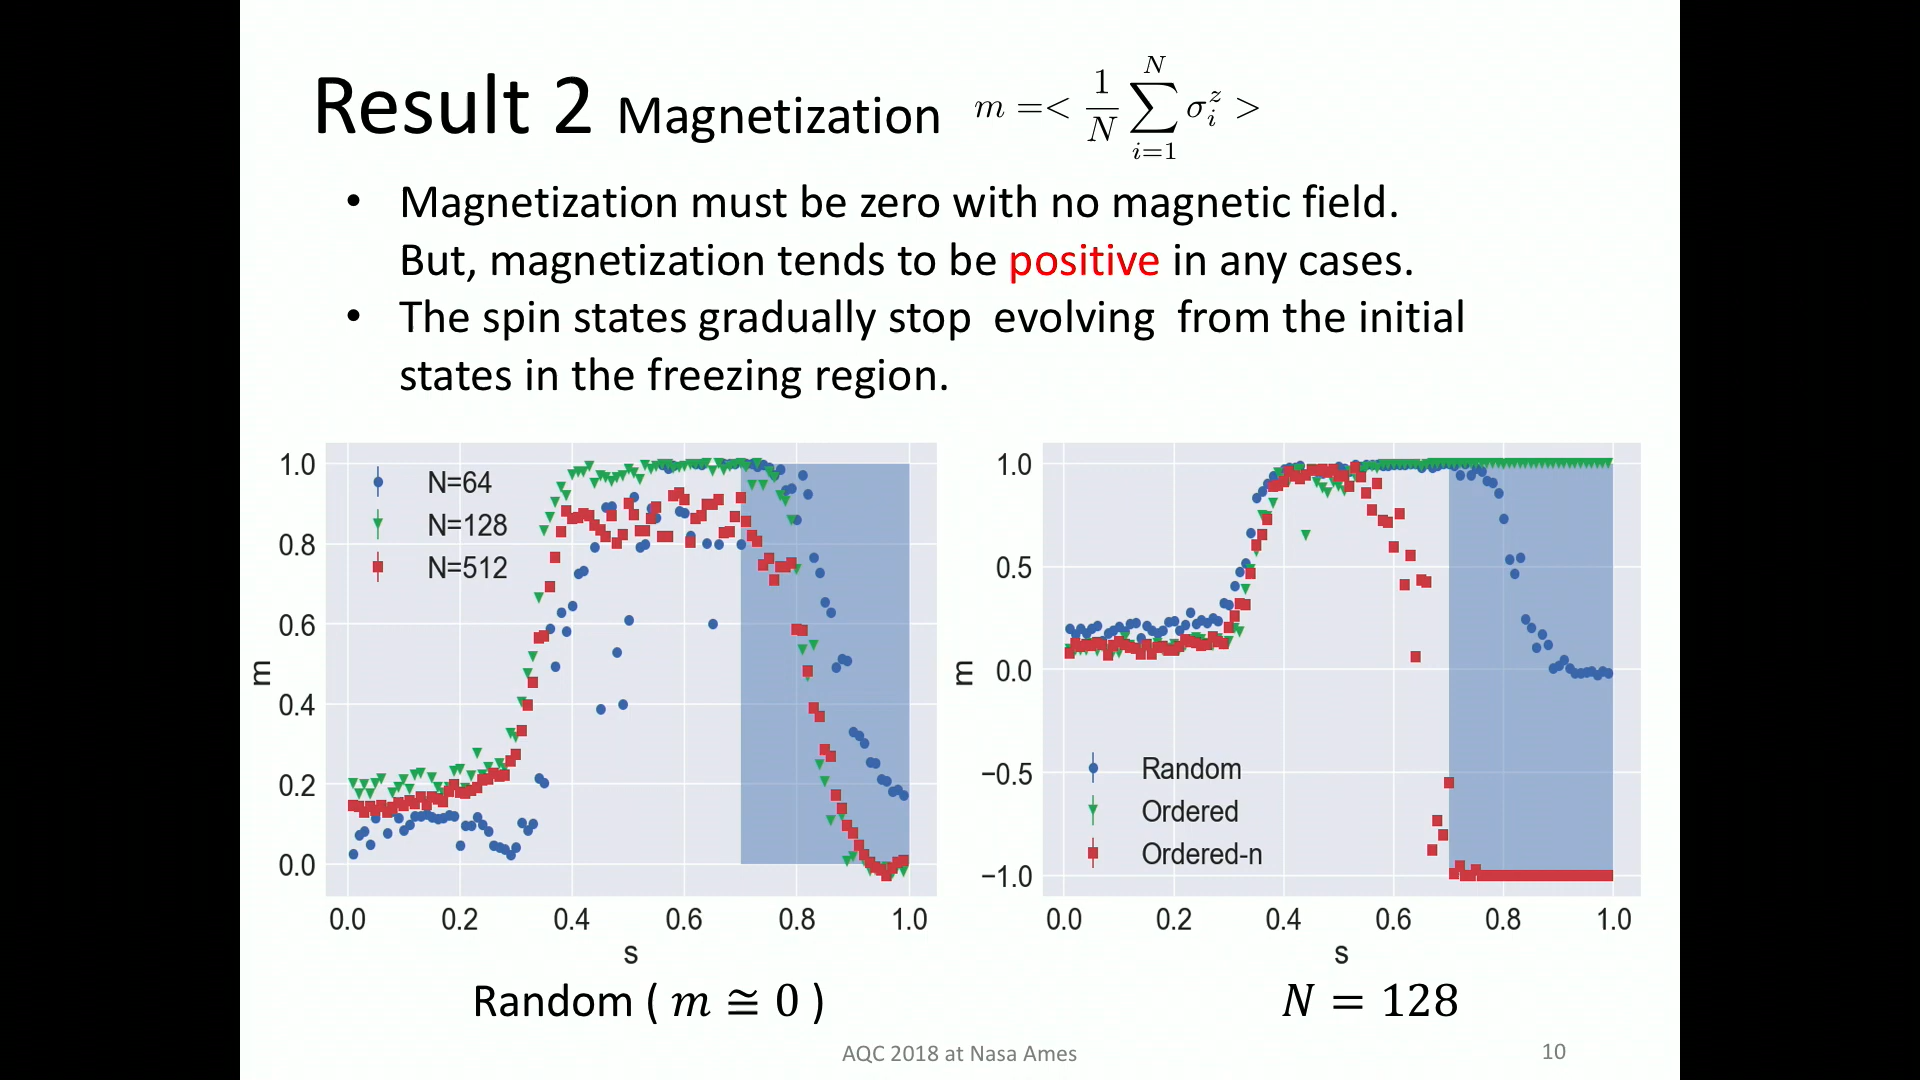 Result 2 Magnetization m =< 1/N ∑_{i=1}^{N} σ_i^z >
• Magnetization must be zero with no magnetic field.
But, magnetization tends to be positive in any cases.
• The spin states gradually stop evolving from the initial
states in the freezing region.
1.0
0.8
0.6
0.4
0.2
0.0
m
N=64
N=128
N=512
0.0 0.2 0.4 0.6 0.8 1.0
s
Random ( m ≅ 0 )
1.0
0.5
0.0
−0.5
−1.0
m
Random
Ordered
Ordered-n
0.0 0.2 0.4 0.6 0.8 1.0
s
N = 128
AQC 2018 at Nasa Ames
10